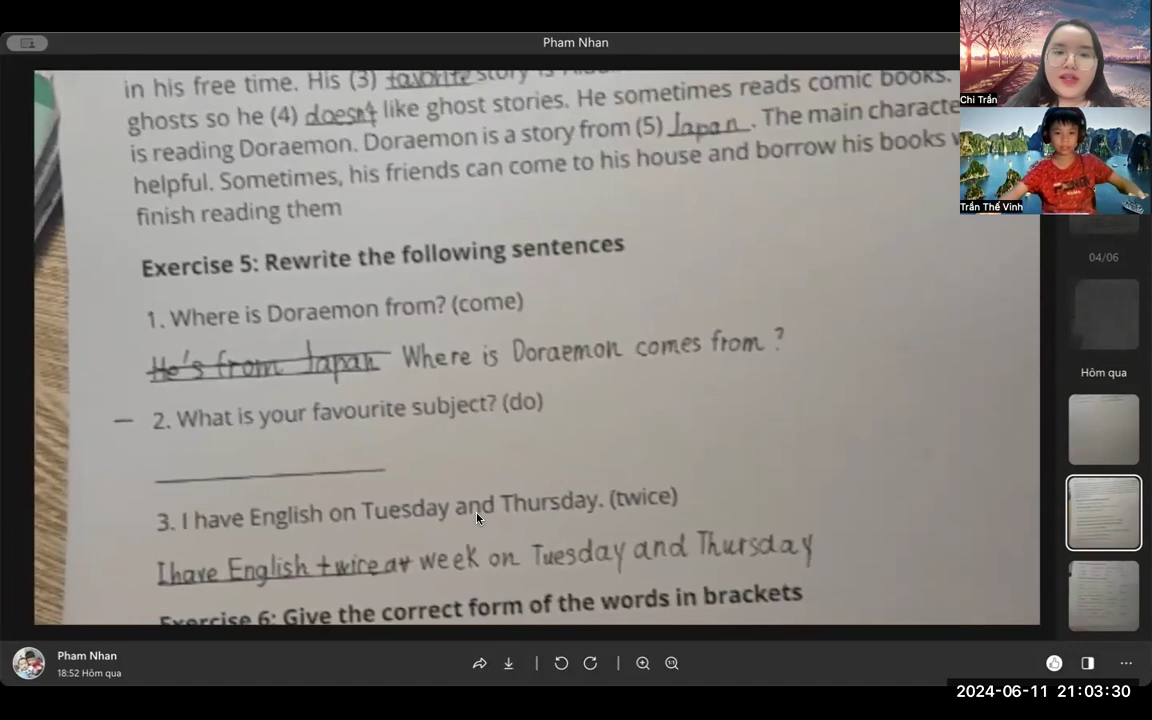 Pham Nhan
Chi Trần
Trần Thế Vinh
in his free time. His (3) favorite story is
ghosts so he (4) doesn't like ghost stories. He sometimes reads comic books.
is reading Doraemon. Doraemon is a story from (5) Japan. The main characte
helpful. Sometimes, his friends can come to his house and borrow his books
finish reading them
Exercise 5: Rewrite the following sentences
1. Where is Doraemon from? (come)
He's from Japan Where is Doraemon comes from ?
2. What is your favourite subject? (do)
3. I have English on Tuesday and Thursday. (twice)
I have English twice at week on Tuesday and Thursday
Exercise 6: Give the correct form of the words in brackets
04/06
Hôm qua
Pham Nhan
18:52 Hôm qua
2024-06-11 21:03:30